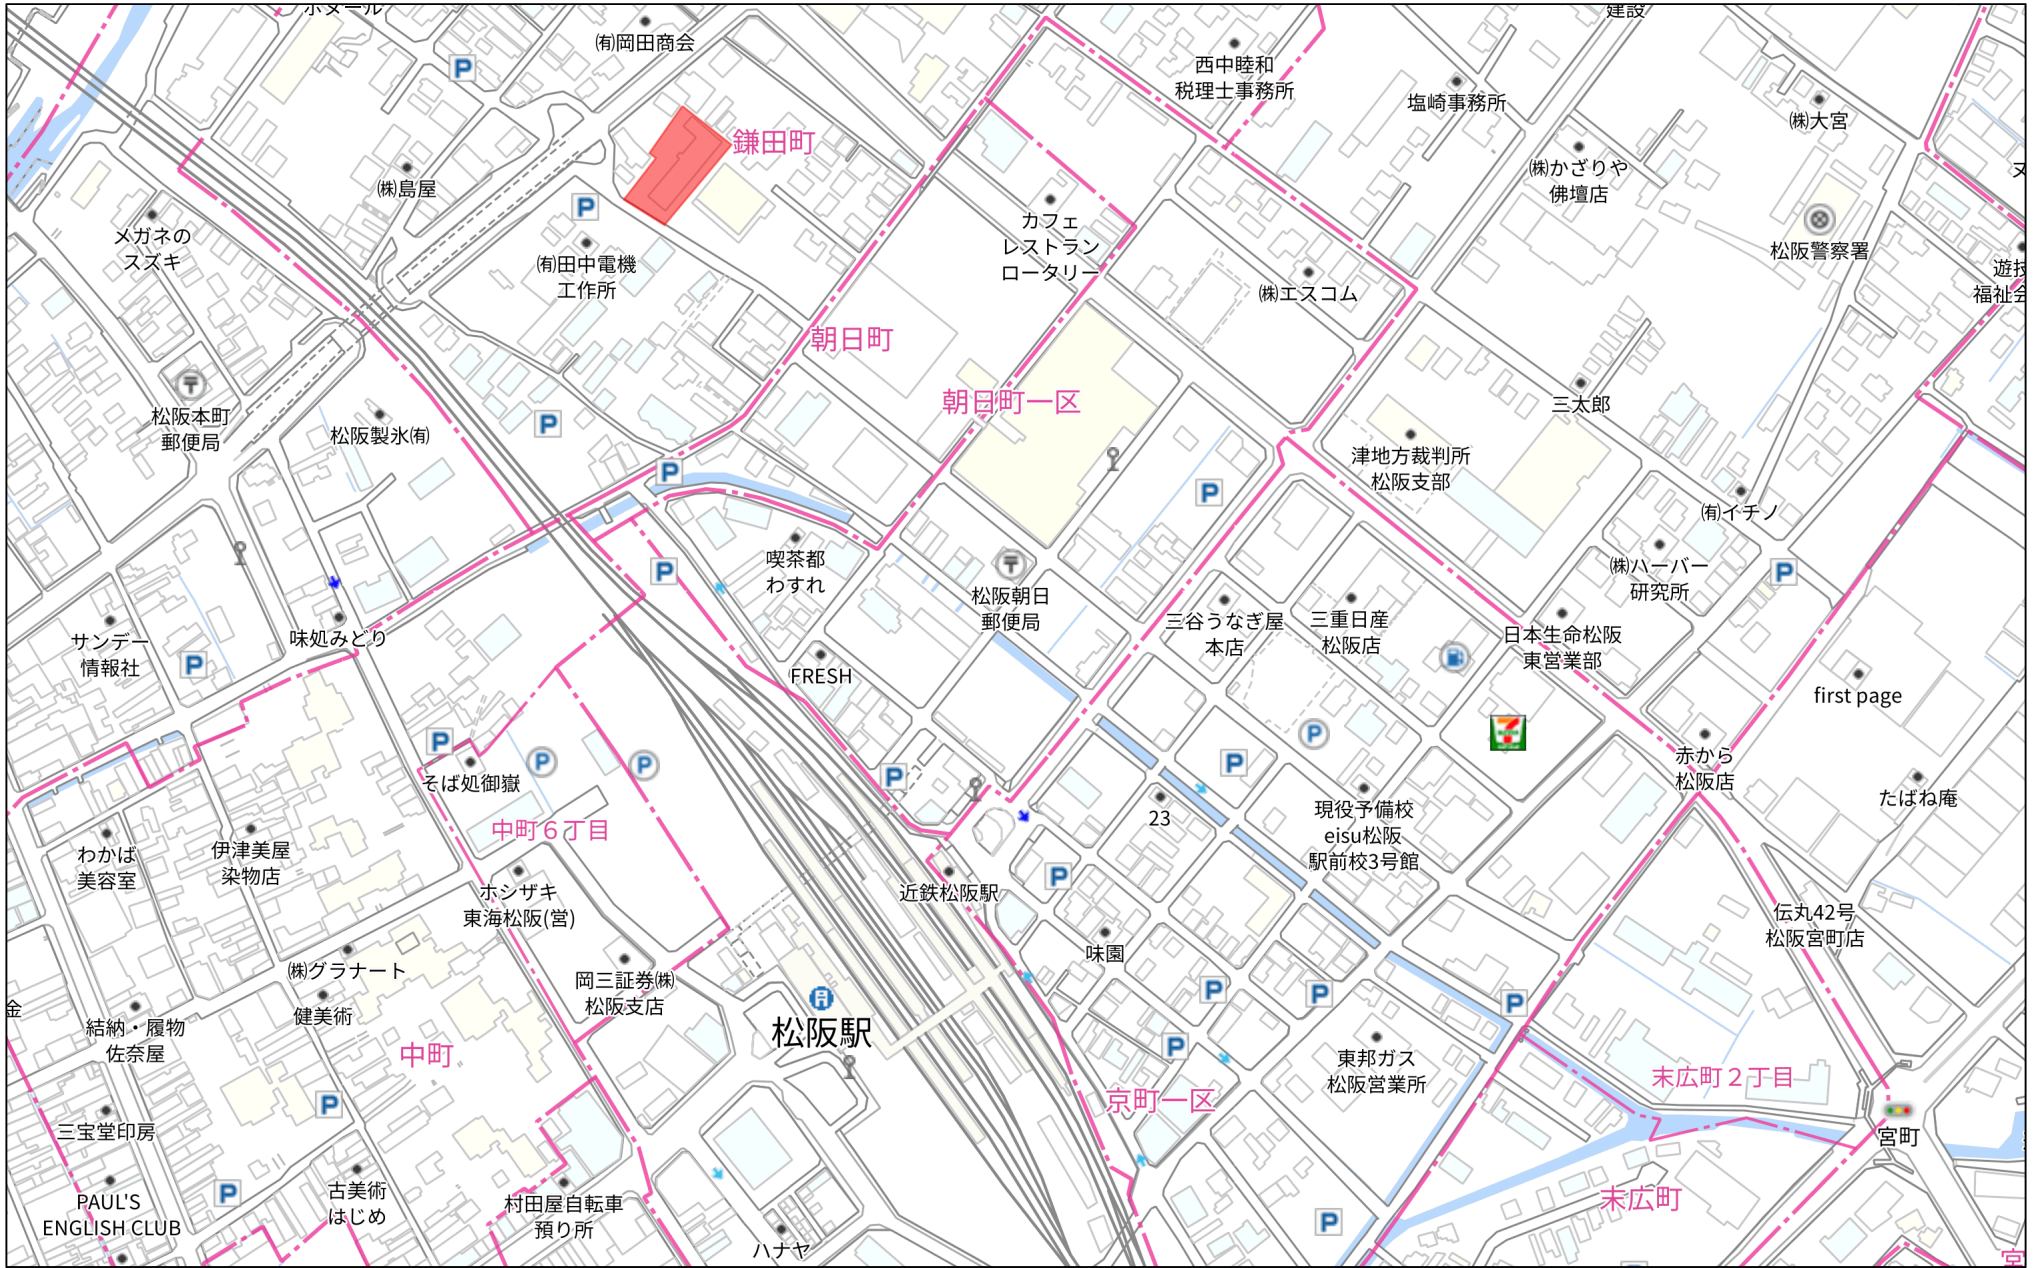 ボヌール
㈲岡田商会
西中睦和
税理士事務所
塩崎事務所
建設
㈱大宮
鎌田町
㈱島屋
メガネの
スズキ
㈲田中電機
工作所
カフェ
レストラン
ロータリー
㈱かざりや
佛壇店
松阪警察署
㈱エスコム
遊技
福祉会
朝日町
朝日町一区
松阪本町
郵便局
松阪製氷㈲
三太郎
津地方裁判所
松阪支部
㈲イチノ
喫茶都
わすれ
松阪朝日
郵便局
㈱ハーバー
研究所
三谷うなぎ屋
本店
三重日産
松阪店
日本生命松阪
東営業部
サンデー
情報社
味処みどり
FRESH
first page
赤から
松阪店
そば処御嶽
たばね庵
中町6丁目
23
現役予備校
eisu松阪
駅前校3号館
わかば
美容室
伊津美屋
染物店
ホシザキ
東海松阪(営)
近鉄松阪駅
味園
伝丸42号
松阪宮町店
㈱グラナート
岡三証券㈱
松阪支店
健美術
松阪駅
金
結納・履物
佐奈屋
中町
東邦ガス
松阪営業所
末広町2丁目
京町一区
三宝堂印房
宮町
PAUL'S
ENGLISH CLUB
古美術
はじめ
村田屋自転車
預り所
ハナヤ
末広町
宮